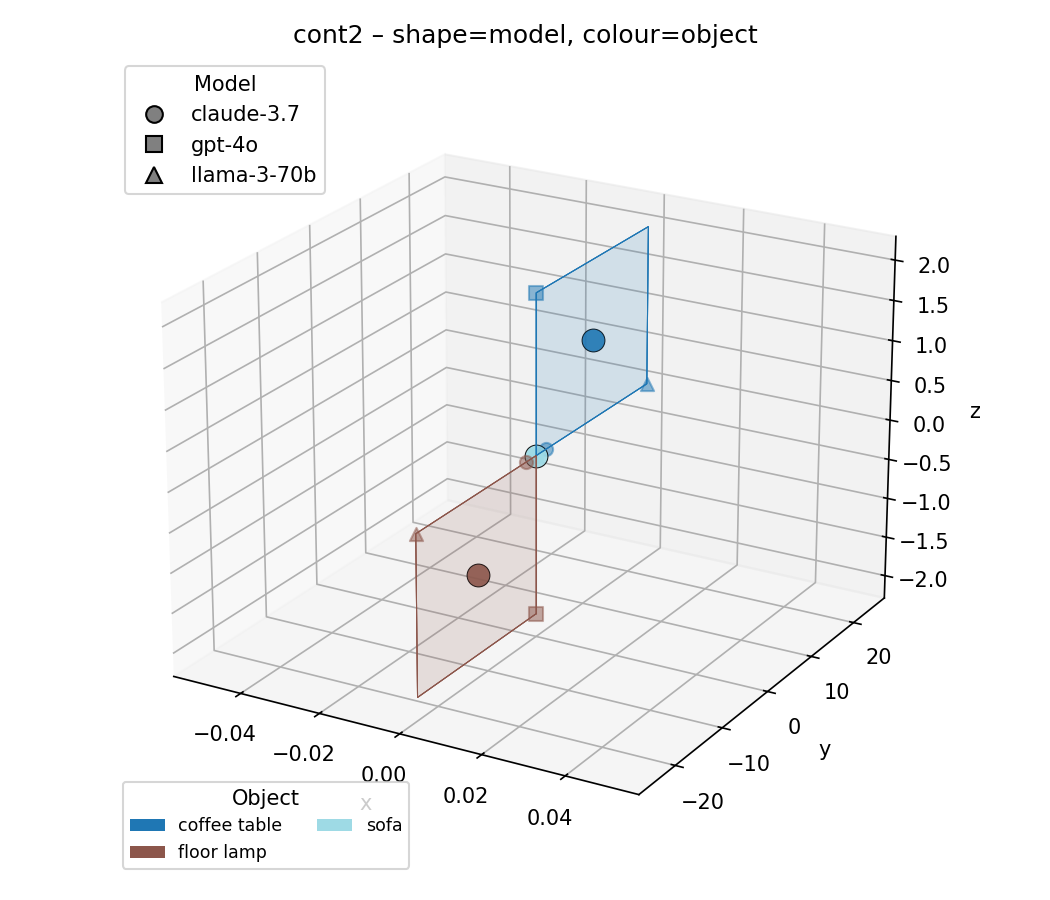 cont2 – shape=model, colour=object
Model
claude-3.7
gpt-4o
llama-3-70b
2.0
1.5
1.0
0.5
0.0
−0.5
−1.0
−1.5
−2.0
z
20
10
0
−10
−20
y
−0.04
−0.02
0.00
0.02
0.04
x
Object
coffee table
sofa
floor lamp